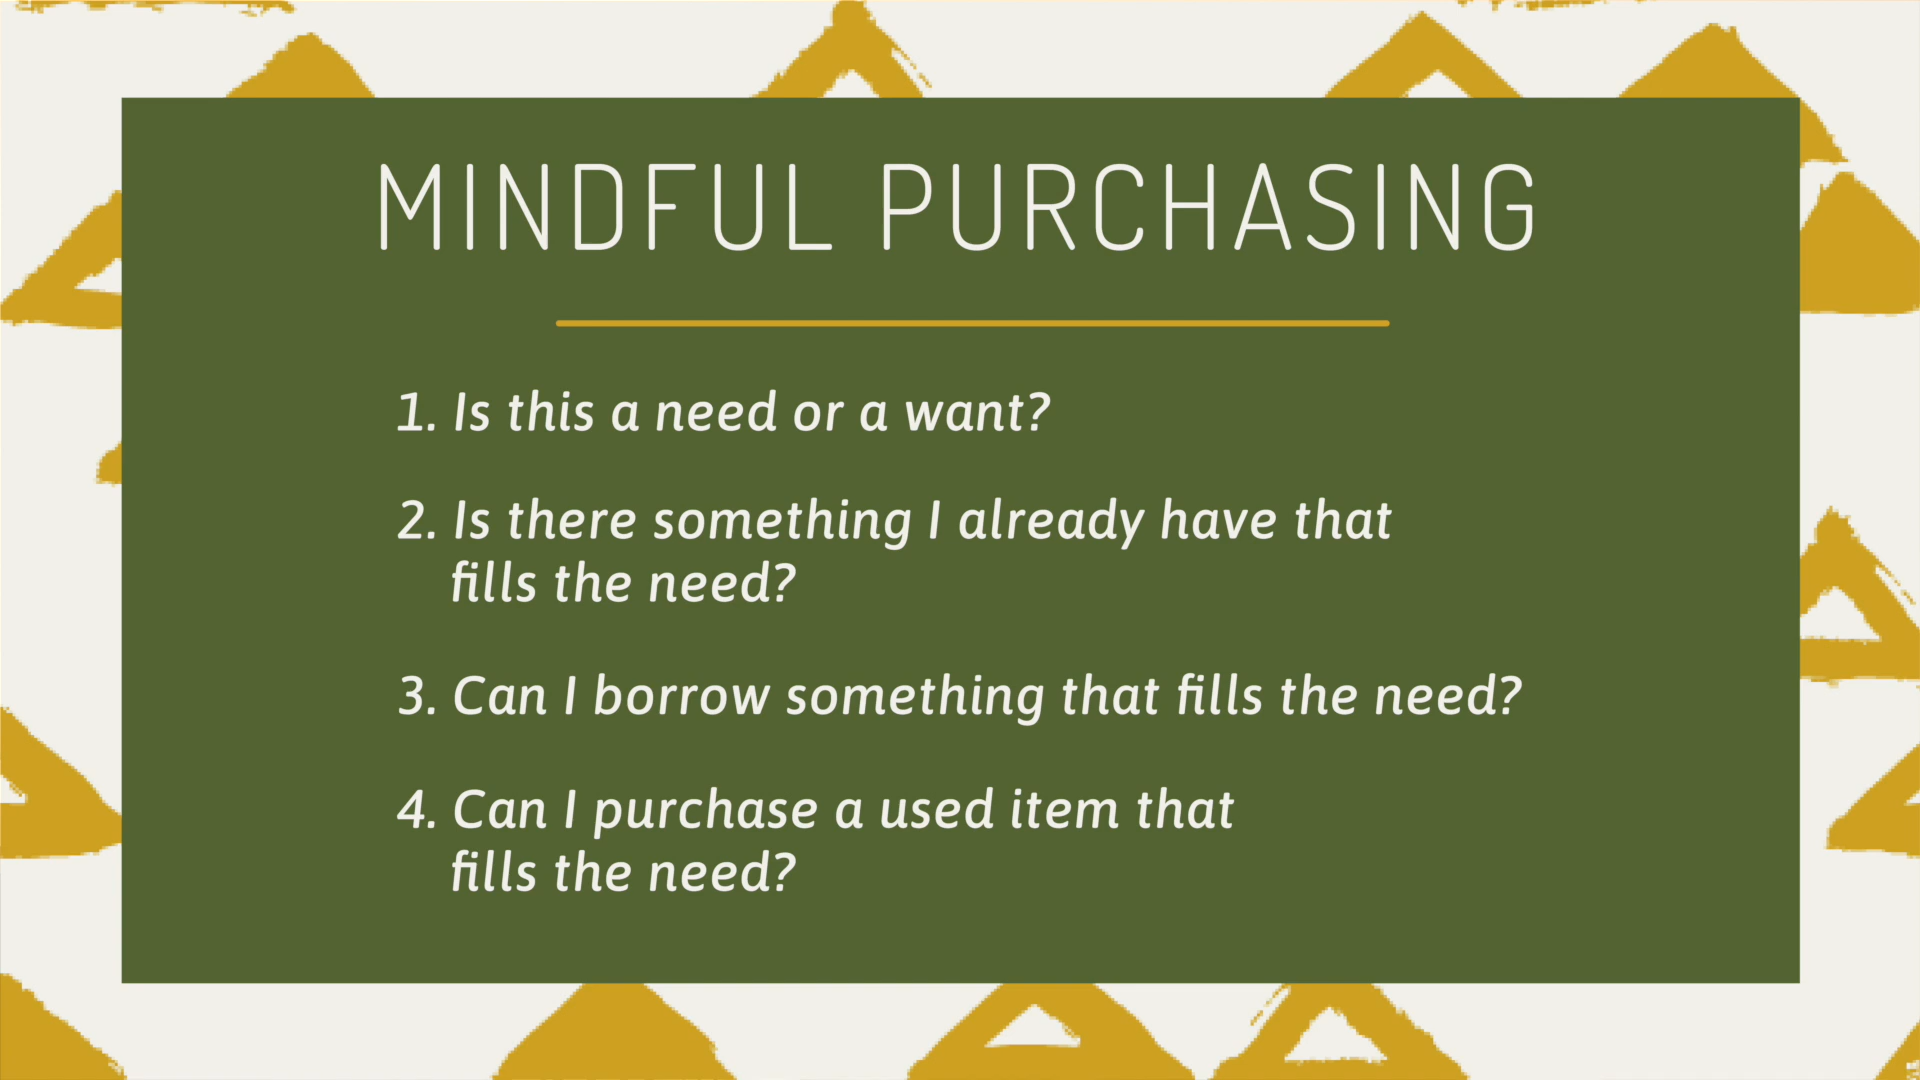 MINDFUL PURCHASING
1. Is this a need or a want?
2. Is there something I already have that
fills the need?
3. Can I borrow something that fills the need?
4. Can I purchase a used item that
fills the need?